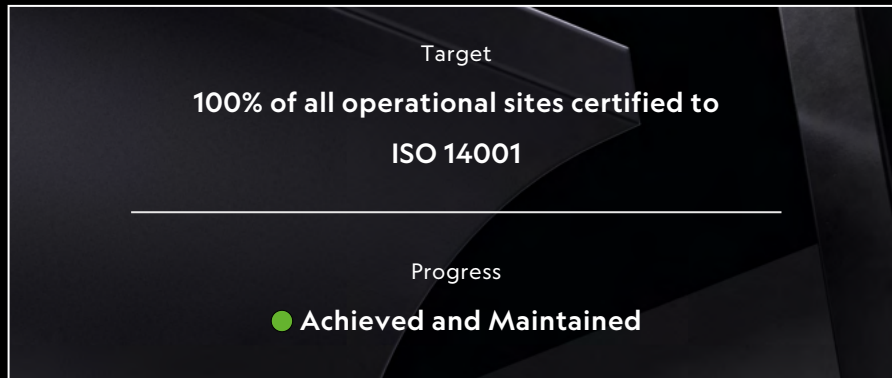 Target
100% of all operational sites certified to
ISO 14001
Progress
Achieved and Maintained